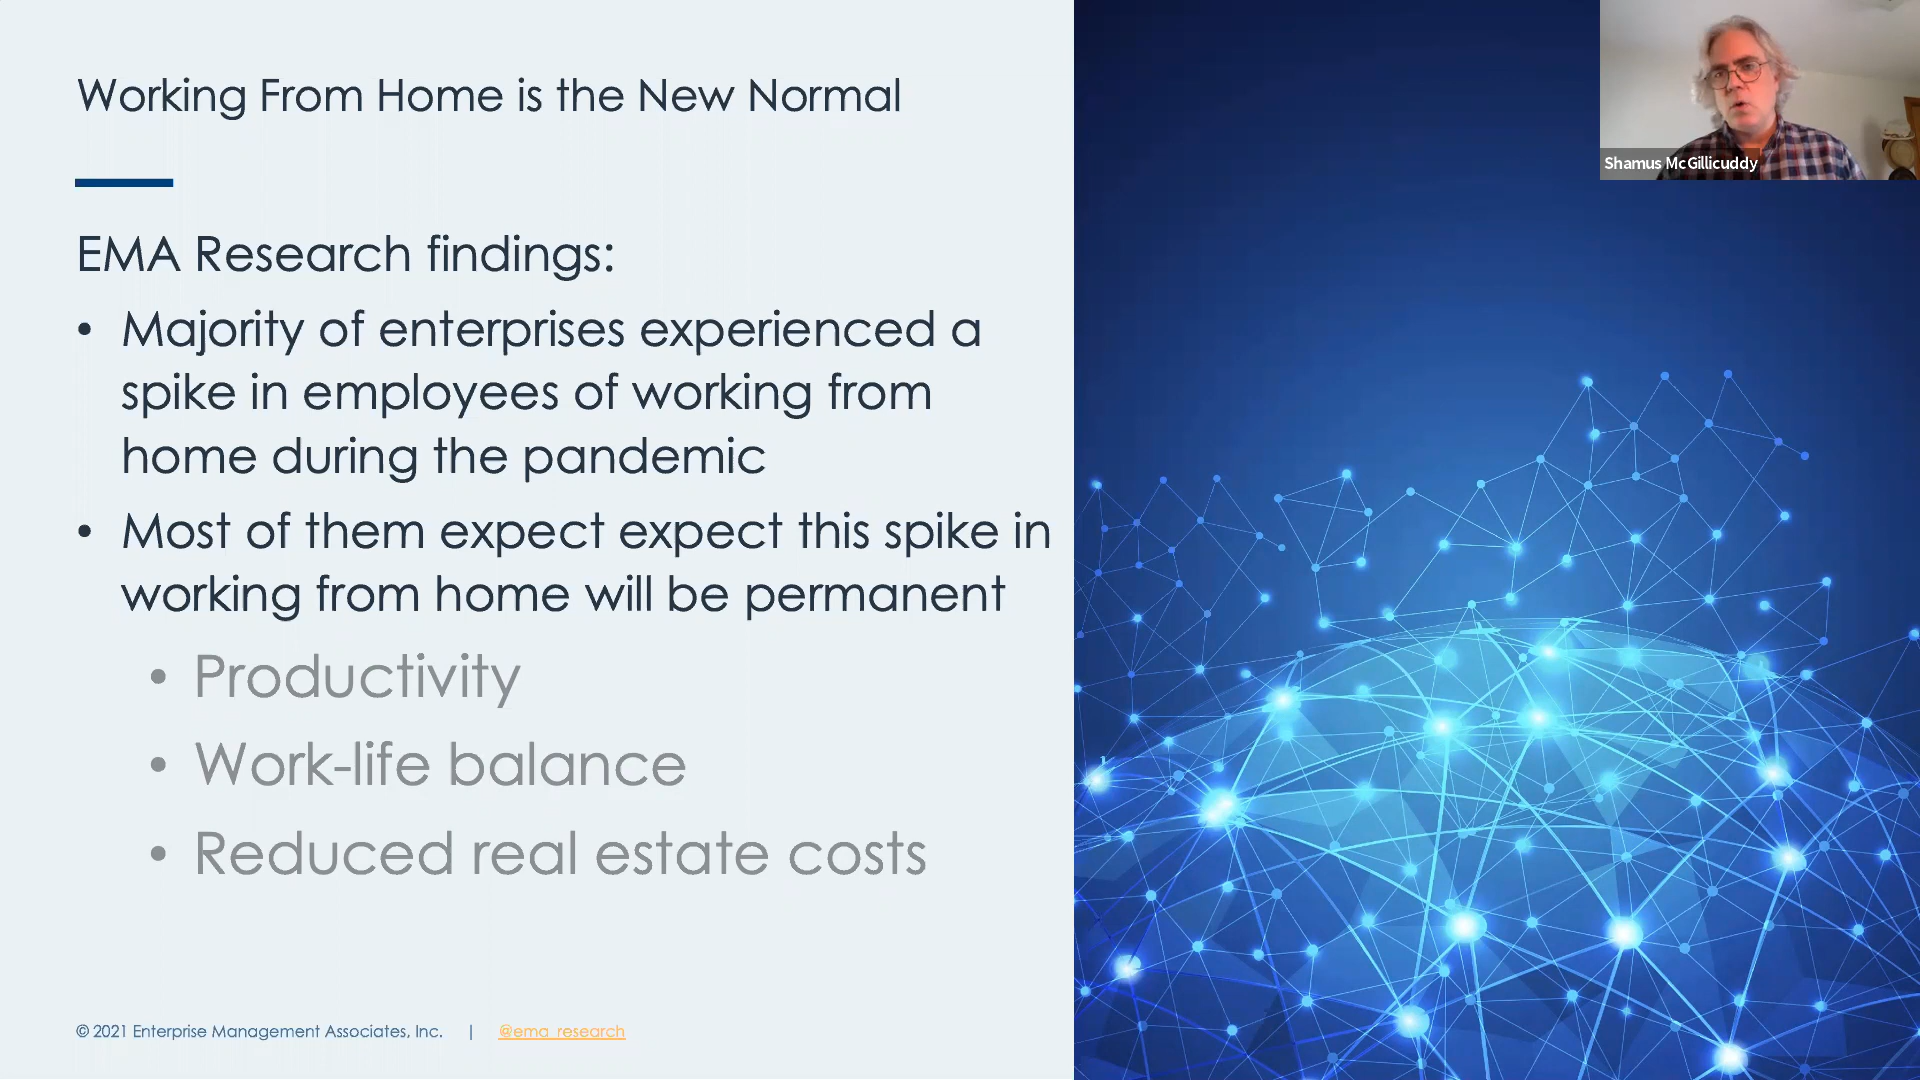 Working From Home is the New Normal
Shamus McGillicuddy
EMA Research findings:
• Majority of enterprises experienced a
spike in employees of working from
home during the pandemic
• Most of them expect expect this spike in
working from home will be permanent
• Productivity
• Work-life balance
• Reduced real estate costs
© 2021 Enterprise Management Associates, Inc. | @ema_research